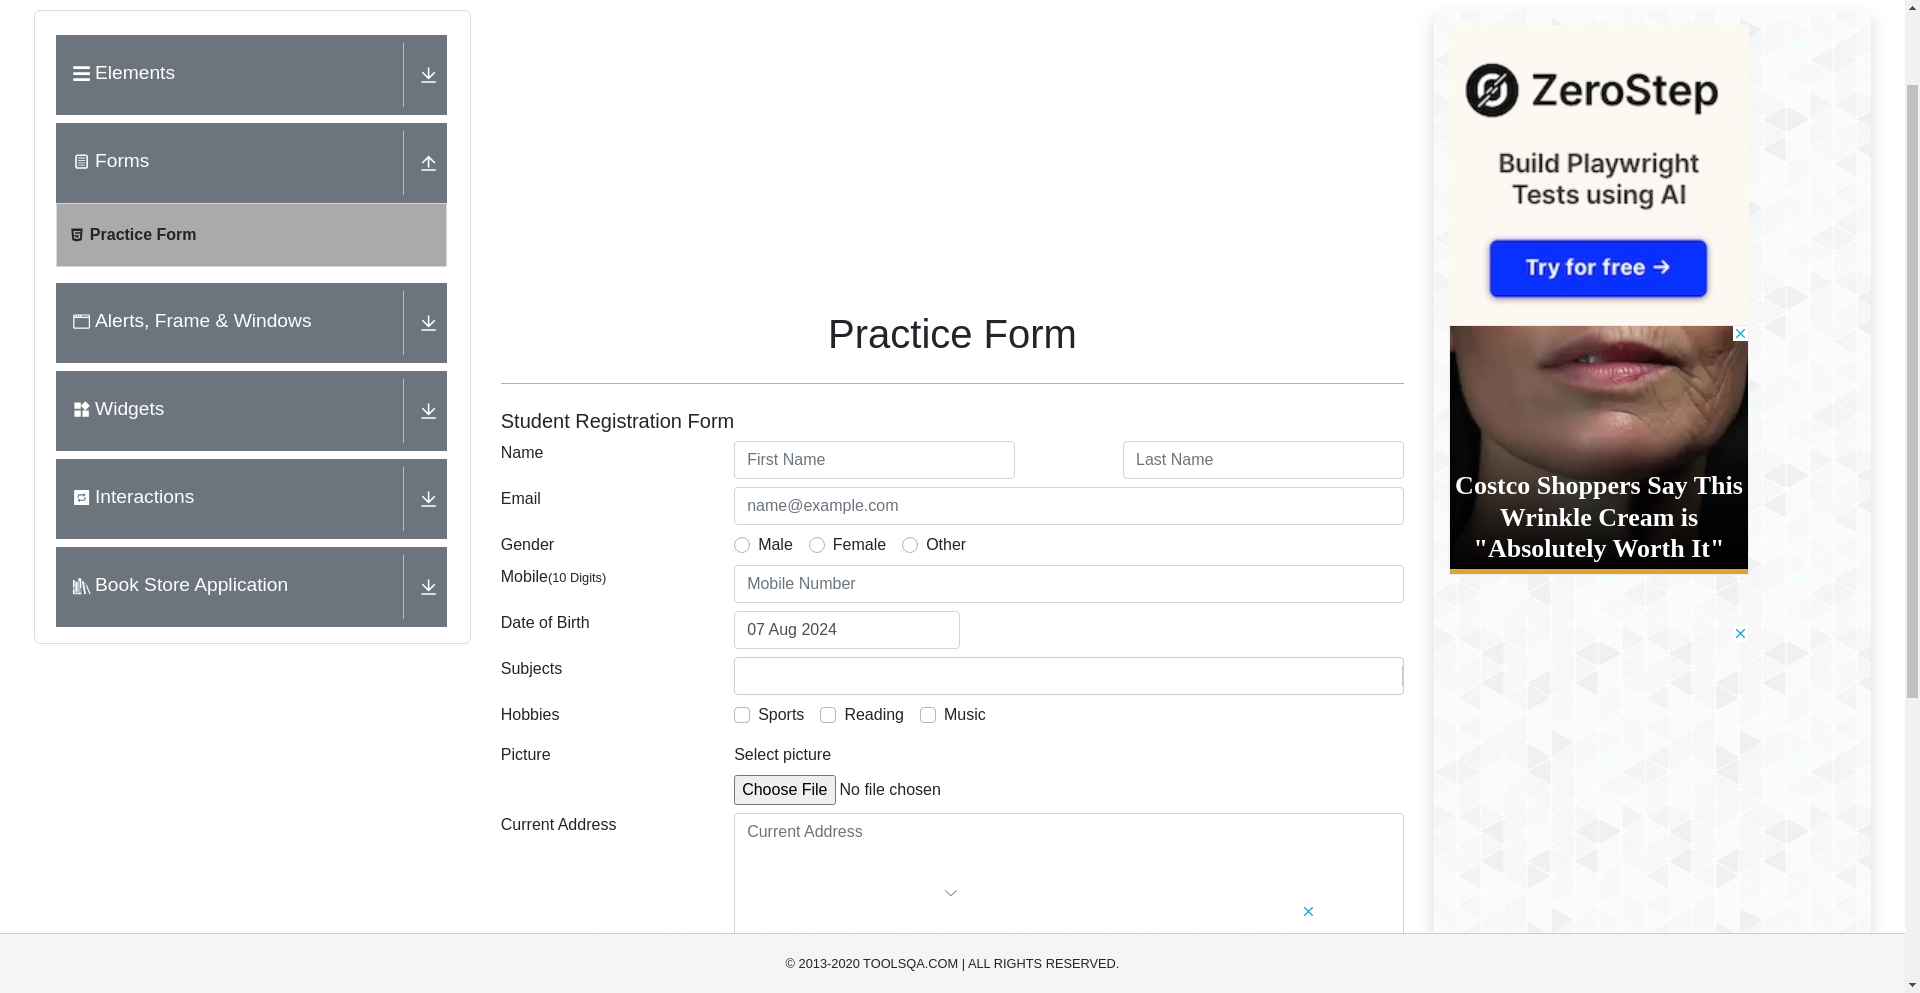 Elements
Forms
Practice Form
Alerts, Frame & Windows
Widgets
Interactions
Book Store Application
Practice Form
Student Registration Form
Name
First Name
Last Name
Email
name@example.com
Gender
Male
Female
Other
Mobile(10 Digits)
Mobile Number
Date of Birth
07 Aug 2024
Subjects
Hobbies
Sports
Reading
Music
Picture
Select picture
Choose File No file chosen
Current Address
Current Address
ZeroStep
Build Playwright
Tests using AI
Try for free →
Costco Shoppers Say This
Wrinkle Cream is
"Absolutely Worth It"
© 2013-2020 TOOLSQA.COM | ALL RIGHTS RESERVED.